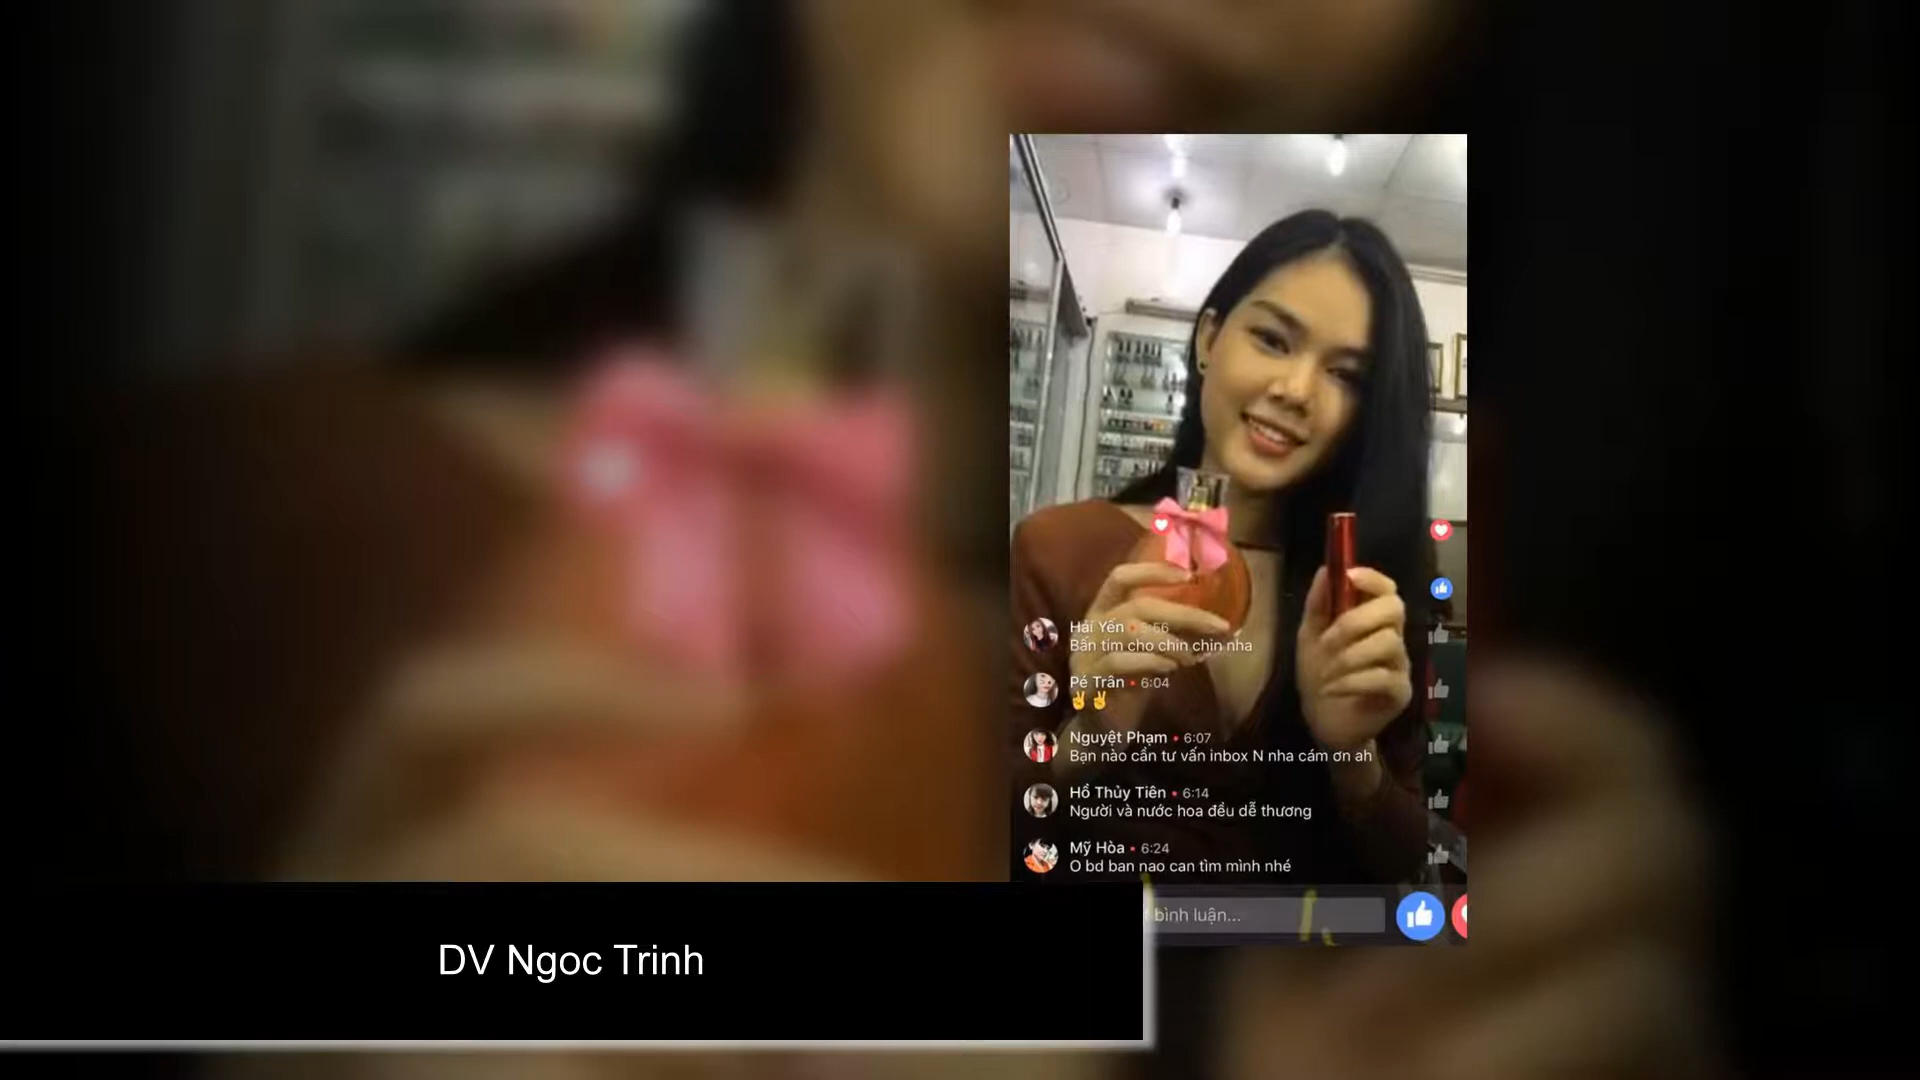 Hải Yến • 5:56
Bấn tim cho chin chin nha
Pé Trân • 6:04
✌✌
Nguyệt Phạm • 6:07
Bạn nào cần tư vấn inbox N nha cám ơn ah
Hồ Thủy Tiên • 6:14
Người và nước hoa đều dễ thương
Mỹ Hòa • 6:24
O bd ban nao can tìm mình nhé
bình luận...
DV Ngoc Trinh